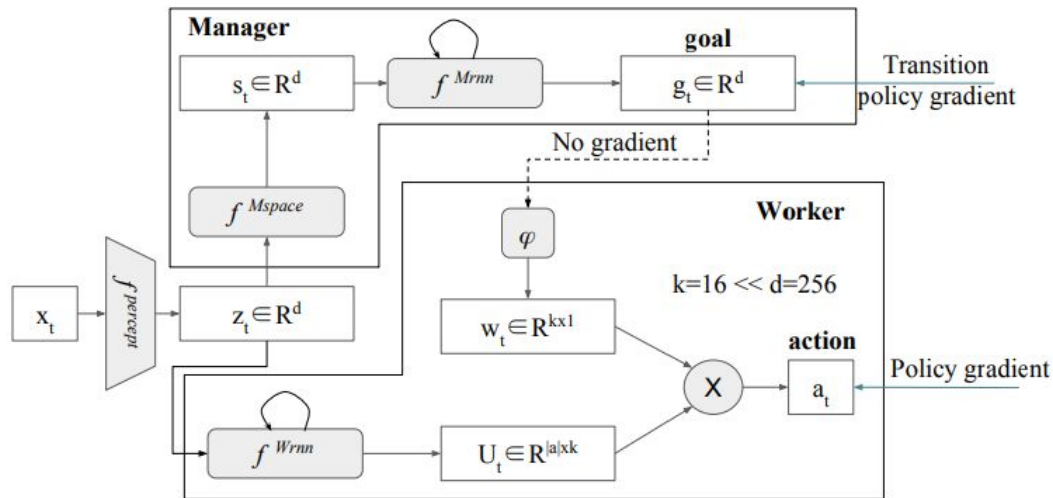 Manager
goal
s_t ∈ R^d
f^Mrnn
g_t ∈ R^d
Transition
policy gradient
No gradient
f^Mspace
Worker
φ
k=16 << d=256
x_t
f^percept
z_t ∈ R^d
w_t ∈ R^kx1
action
X
a_t
Policy gradient
f^Wrnn
U_t ∈ R^|a|xk